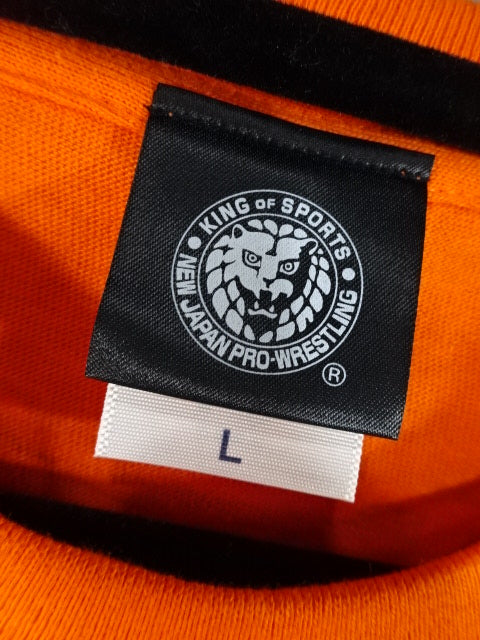 KING OF SPORTS
NEW JAPAN PRO-WRESTLING
®
L